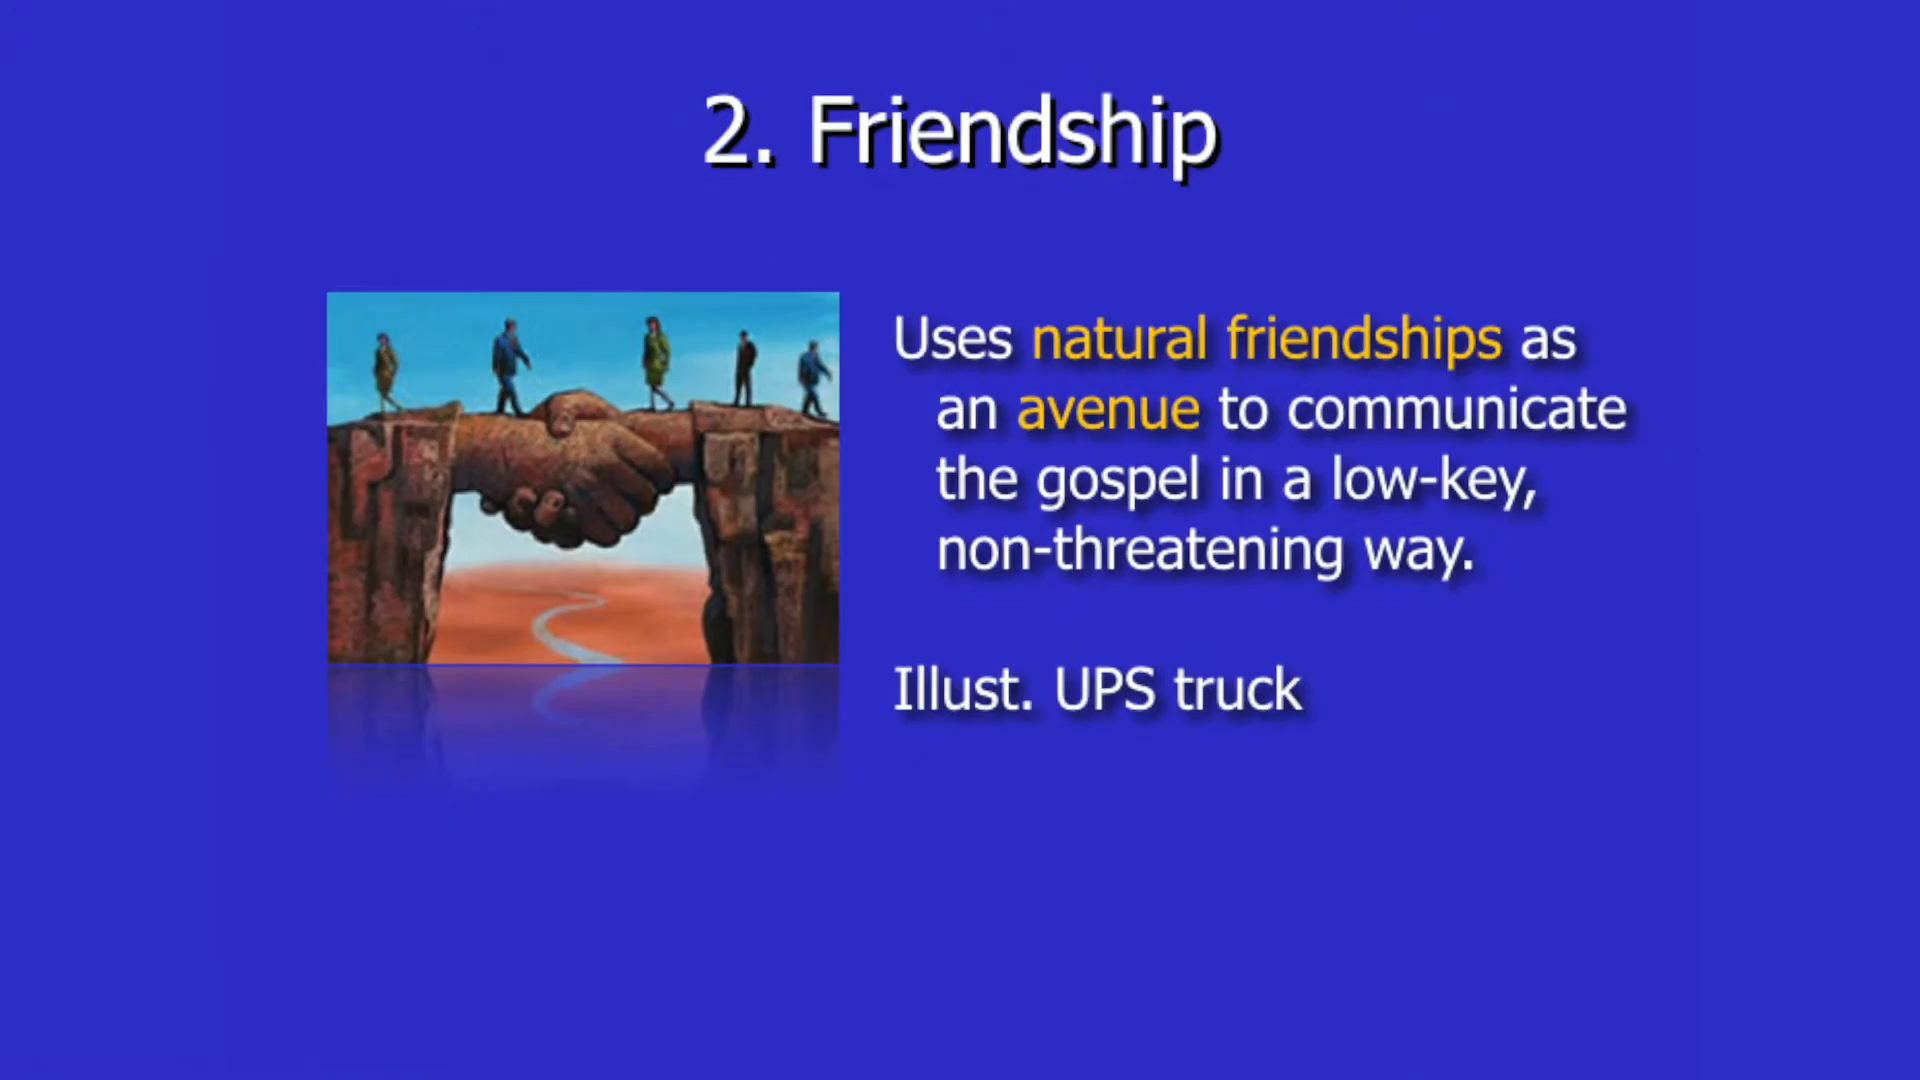 2. Friendship
Uses natural friendships as
an avenue to communicate
the gospel in a low-key,
non-threatening way.
Illust. UPS truck